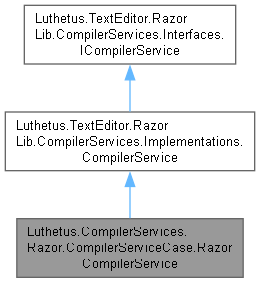 Luthetus.TextEditor.Razor
Lib.CompilerServices.Interfaces.
ICompilerService
Luthetus.TextEditor.Razor
Lib.CompilerServices.Implementations.
CompilerService
Luthetus.CompilerServices.
Razor.CompilerServiceCase.Razor
CompilerService